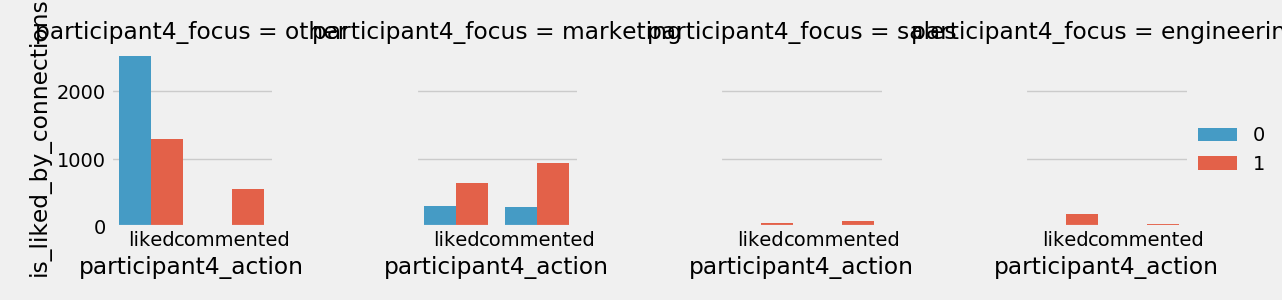 participant4_focus = other
participant4_focus = marketing
participant4_focus = sales
participant4_focus = engineerin
is_liked_by_connections
2000
1000
0
0
1
liked commented
liked commented
liked commented
liked commented
participant4_action
participant4_action
participant4_action
participant4_action